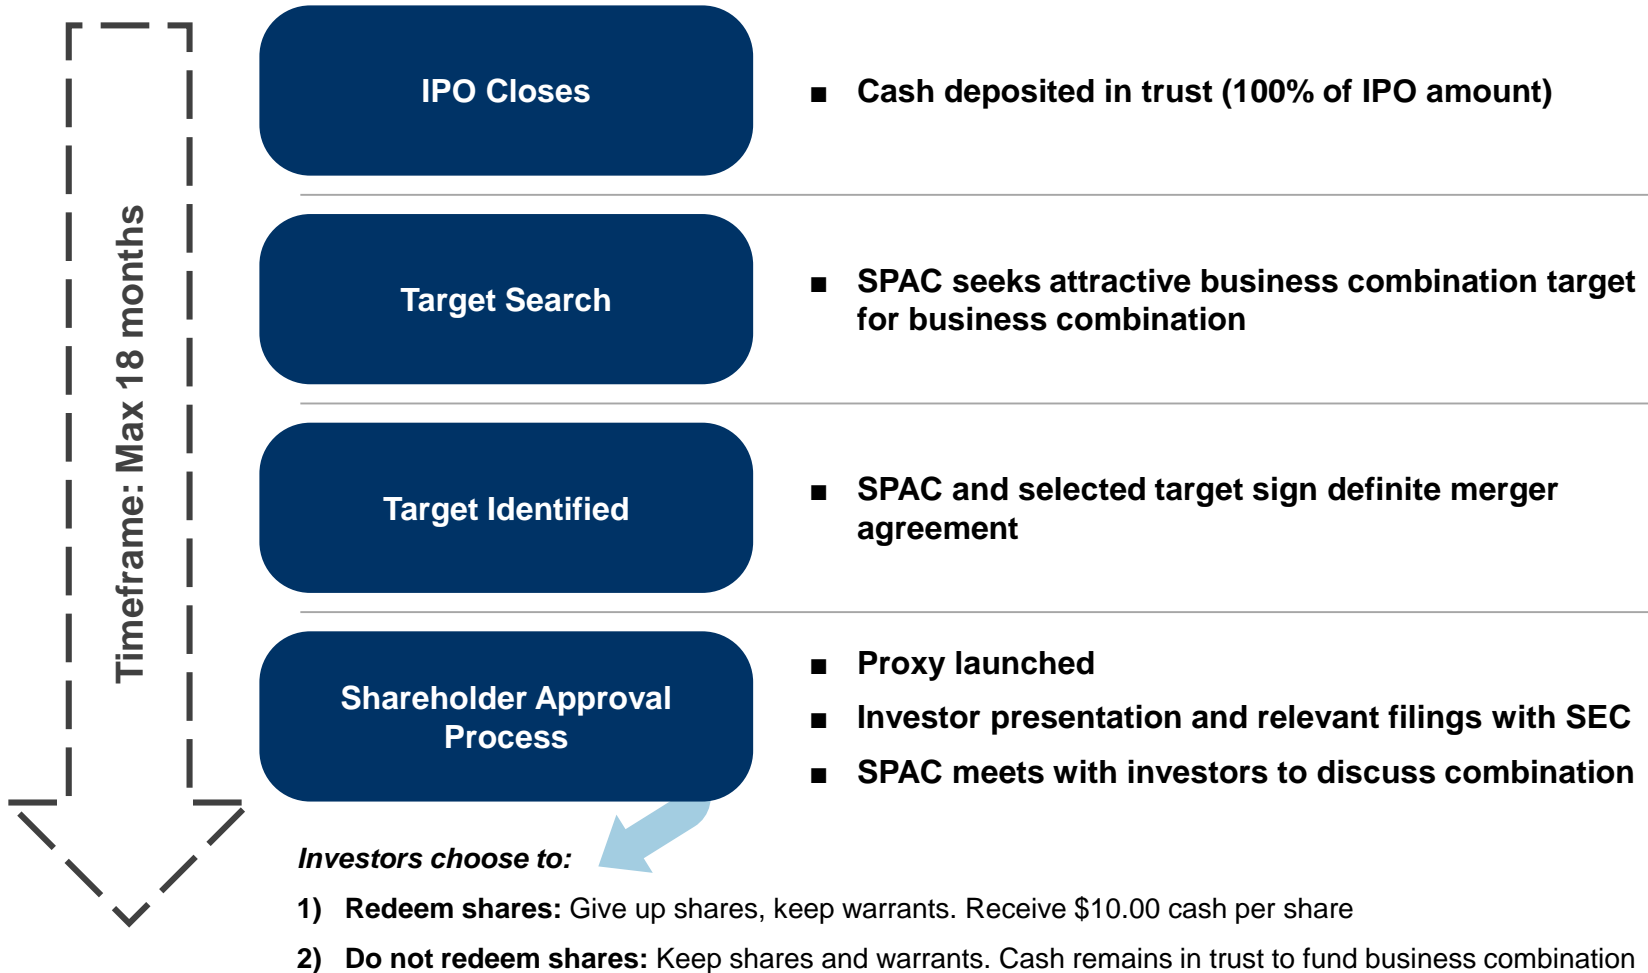 Timeframe: Max 18 months
IPO Closes
■ Cash deposited in trust (100% of IPO amount)
Target Search
■ SPAC seeks attractive business combination target
for business combination
Target Identified
■ SPAC and selected target sign definite merger
agreement
Shareholder Approval
Process
■ Proxy launched
■ Investor presentation and relevant filings with SEC
■ SPAC meets with investors to discuss combination
Investors choose to:
1) Redeem shares: Give up shares, keep warrants. Receive $10.00 cash per share
2) Do not redeem shares: Keep shares and warrants. Cash remains in trust to fund business combination